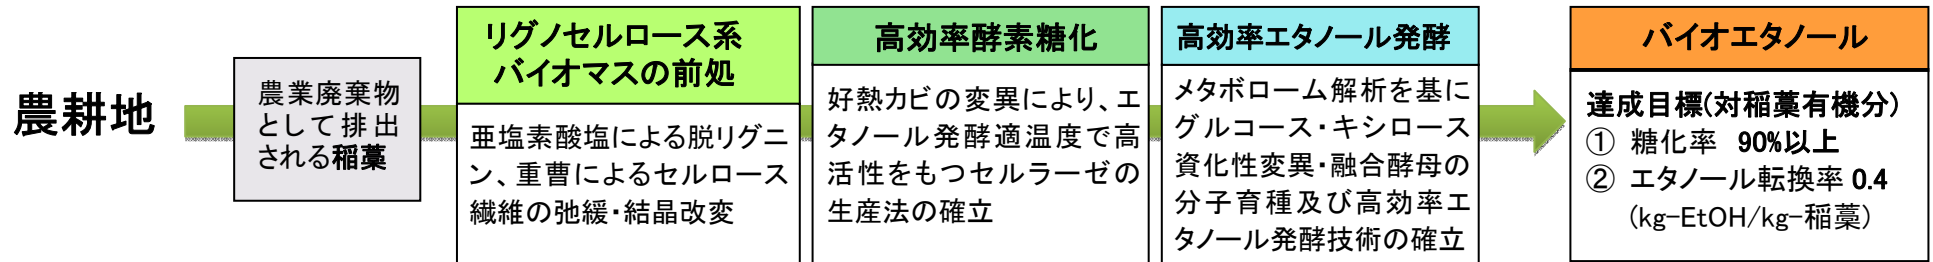 農耕地
農業廃棄物
として排出
される稲藁
リグノセルロース系
バイオマスの前処
亜塩素酸塩による脱リグニ
ン、重曹によるセルロース
繊維の弛緩・結晶改変
高効率酵素糖化
好熱カビの変異により、エ
タノール発酵適温度で高
活性をもつセルラーゼの
生産法の確立
高効率エタノール発酵
メタボローム解析を基に
グルコース・キシロース
資化性変異・融合酵母の
分子育種及び高効率エ
タノール発酵技術の確立
バイオエタノール
達成目標(対稲藁有機分)
① 糖化率 90%以上
② エタノール転換率 0.4
(kg-EtOH/kg-稲藁)